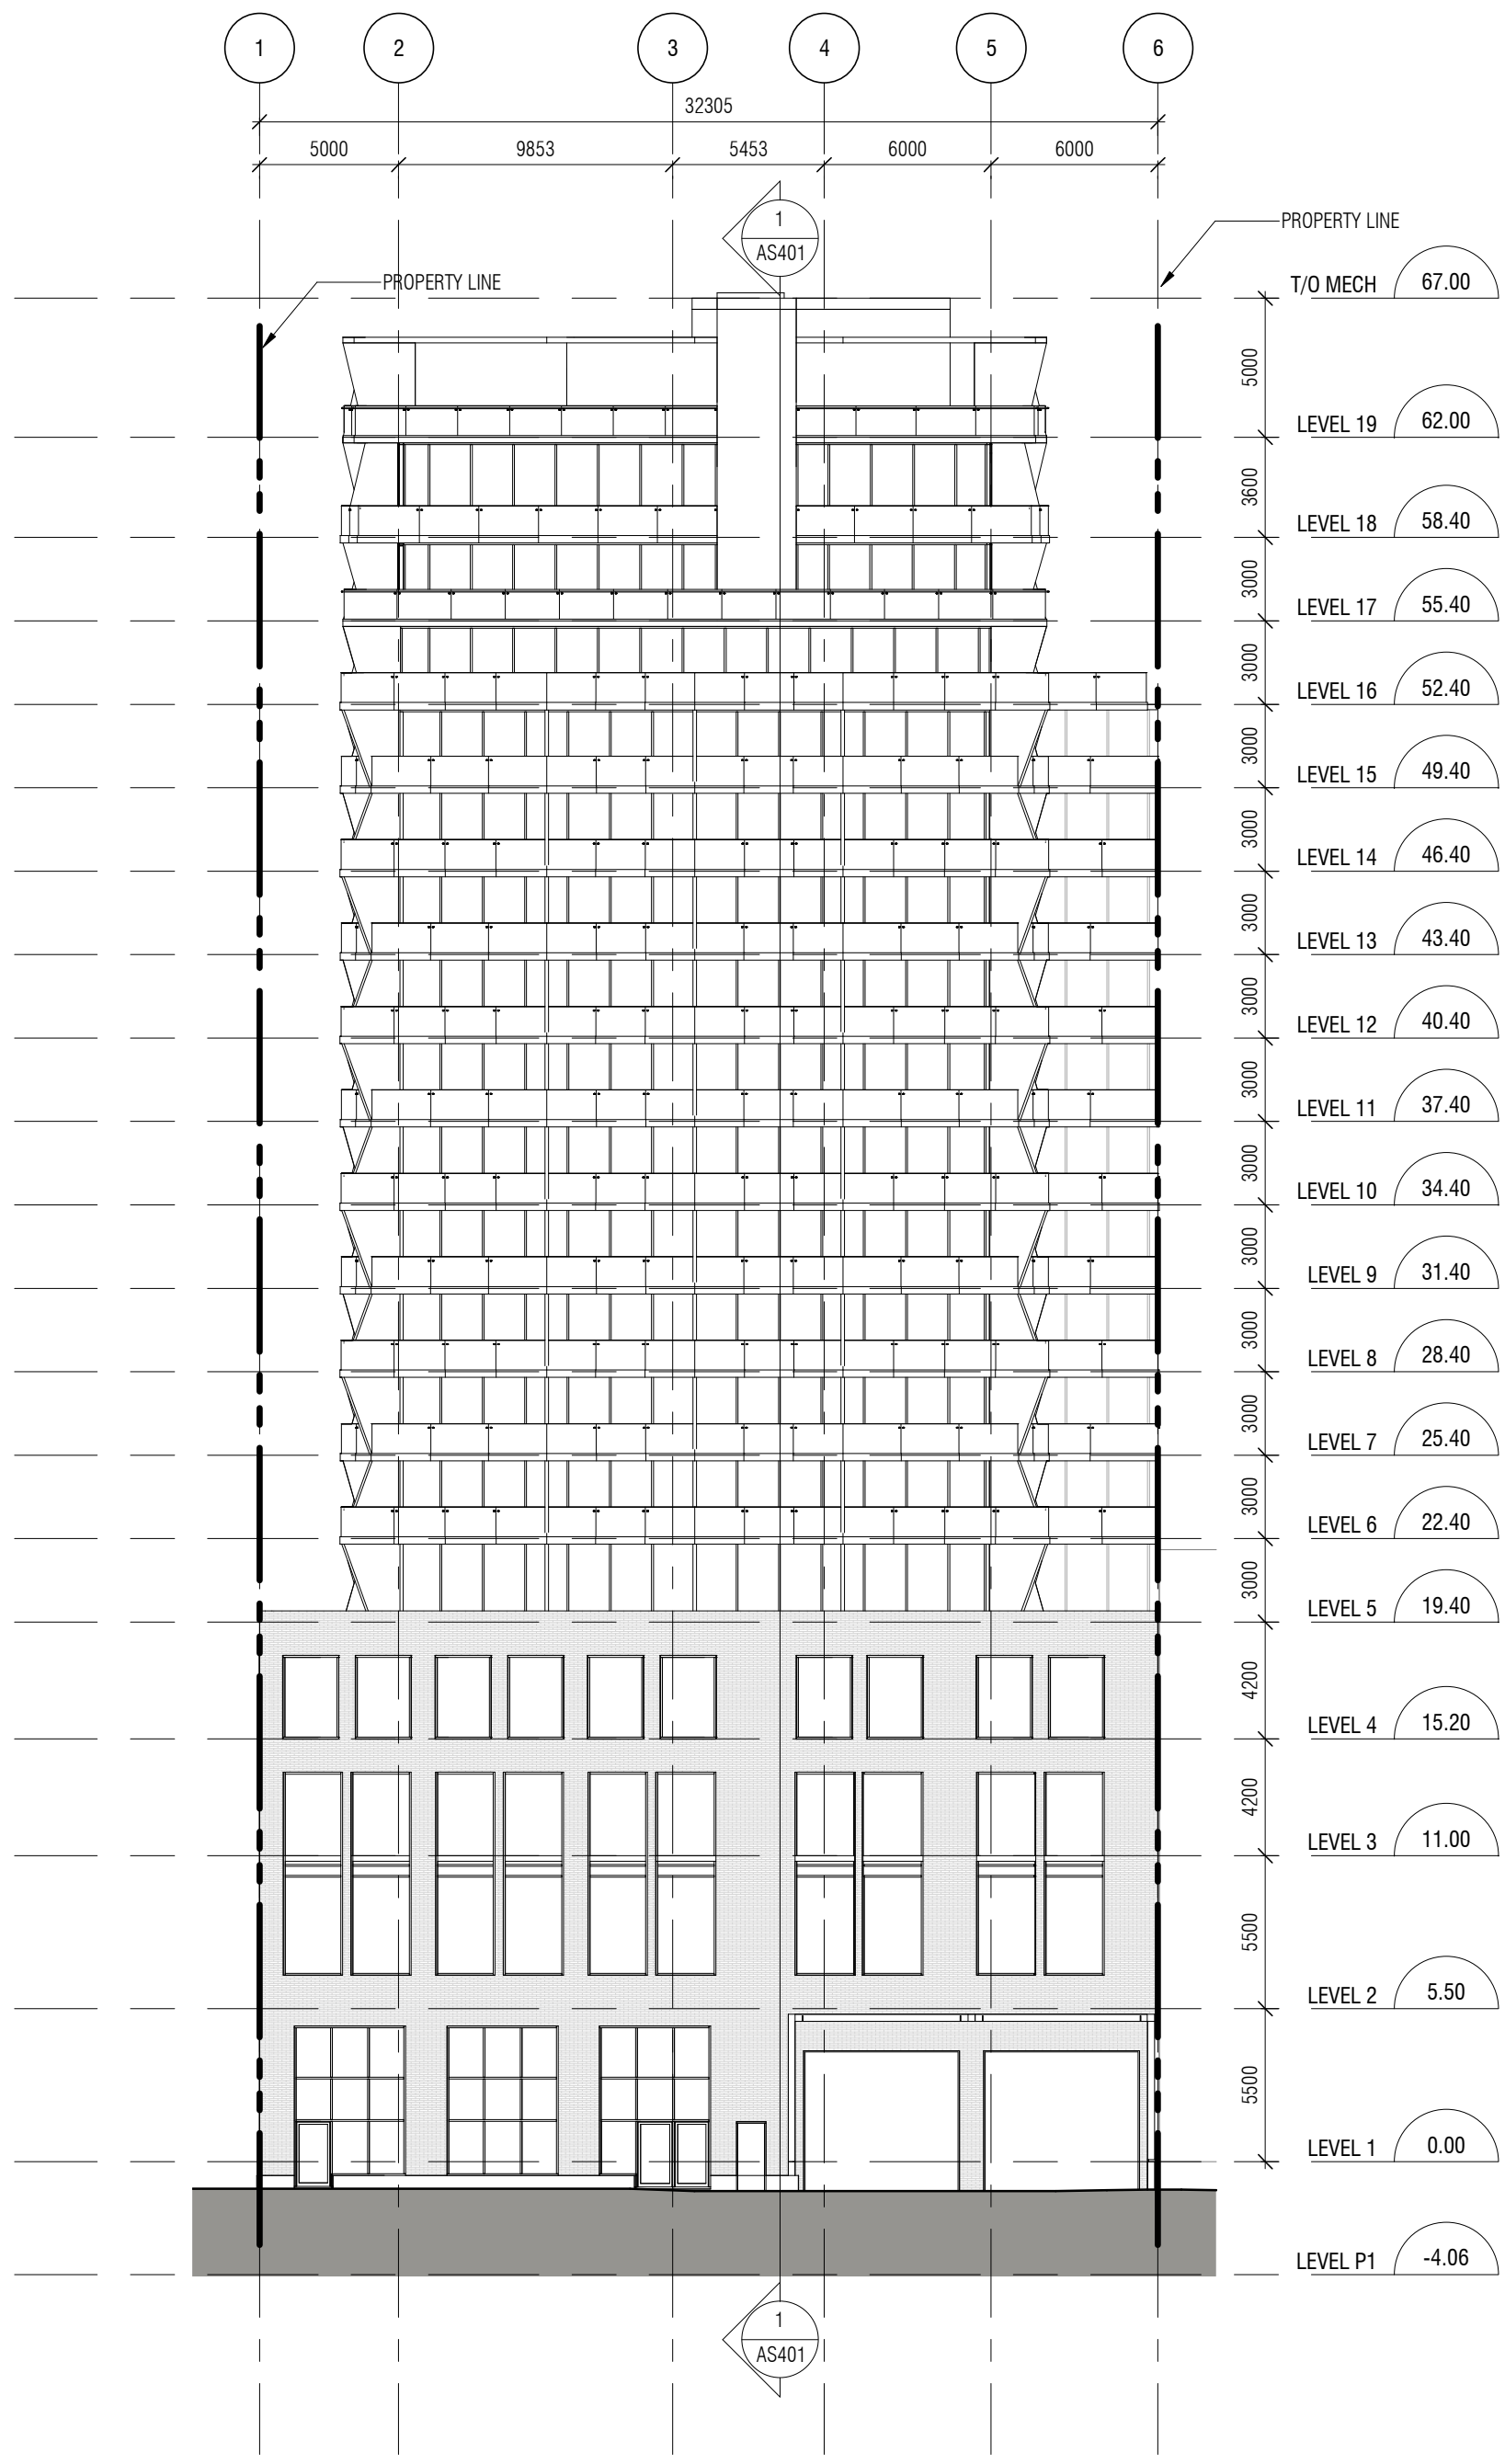 1
2
3
4
5
6
32305
5000
9853
5453
6000
6000
1
AS401
PROPERTY LINE
PROPERTY LINE
T/O MECH 67.00
5000
LEVEL 19 62.00
3600
LEVEL 18 58.40
3000
LEVEL 17 55.40
3000
LEVEL 16 52.40
3000
LEVEL 15 49.40
3000
LEVEL 14 46.40
3000
LEVEL 13 43.40
3000
LEVEL 12 40.40
3000
LEVEL 11 37.40
3000
LEVEL 10 34.40
3000
LEVEL 9 31.40
3000
LEVEL 8 28.40
3000
LEVEL 7 25.40
3000
LEVEL 6 22.40
3000
LEVEL 5 19.40
4200
LEVEL 4 15.20
4200
LEVEL 3 11.00
5500
LEVEL 2 5.50
5500
LEVEL 1 0.00
LEVEL P1 -4.06
1
AS401